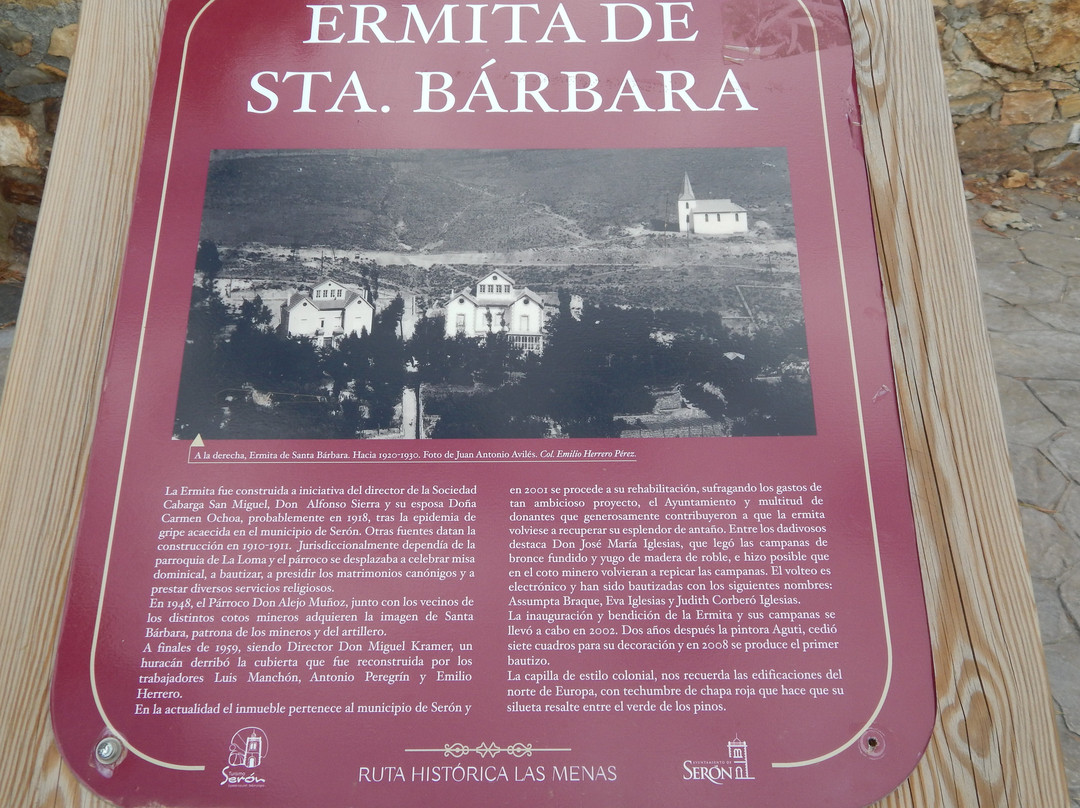 ERMITA DE
STA. BÁRBARA
A la derecha, Ermita de Santa Bárbara. Hacia 1920-1930. Foto de Juan Antonio Avilés. Col. Emilio Herrero Pérez.
La Ermita fue construida a iniciativa del director de la Sociedad
Cabarga San Miguel, Don Alfonso Sierra y su esposa Doña
Carmen Ochoa, probablemente en 1918, tras la epidemia de
gripe acaecida en el municipio de Serón. Otras fuentes datan la
construcción en 1910-1911. Jurisdiccionalmente dependía de la
parroquia de La Loma y el párroco se desplazaba a celebrar misa
dominical, a bautizar, a presidir los matrimonios canónigos y a
prestar diversos servicios religiosos.
En 1948, el Párroco Don Alejo Muñoz, junto con los vecinos de
los distintos cotos mineros adquieren la imagen de Santa
Bárbara, patrona de los mineros y del artillero.
A finales de 1959, siendo Director Don Miguel Kramer, un
huracán derribó la cubierta que fue reconstruida por los
trabajadores Luis Manchón, Antonio Peregrín y Emilio
Herrero.
En la actualidad el inmueble pertenece al municipio de Serón y
en 2001 se procede a su rehabilitación, sufragando los gastos de
tan ambicioso proyecto, el Ayuntamiento y multitud de
donantes que generosamente contribuyeron a que la ermita
volviese a recuperar su esplendor de antaño. Entre los dadivosos
destaca Don José María Iglesias, que legó las campanas de
bronce fundido y yugo de madera de roble, e hizo posible que
en el coto minero volvieran a repicar las campanas. El volteo es
electrónico y han sido bautizadas con los siguientes nombres:
Assumpta Braque, Eva Iglesias y Judith Corberó Iglesias.
La inauguración y bendición de la Ermita y sus campanas se
llevó a cabo en 2002. Dos años después la pintora Aguti, cedió
siete cuadros para su decoración y en 2008 se produce el primer
bautizo.
La capilla de estilo colonial, nos recuerda las edificaciones del
norte de Europa, con techumbre de chapa roja que hace que su
silueta resalte entre el verde de los pinos.
Turismo
Serón
RUTA HISTÓRICA LAS MENAS
AYUNTAMIENTO DE
SERÓN